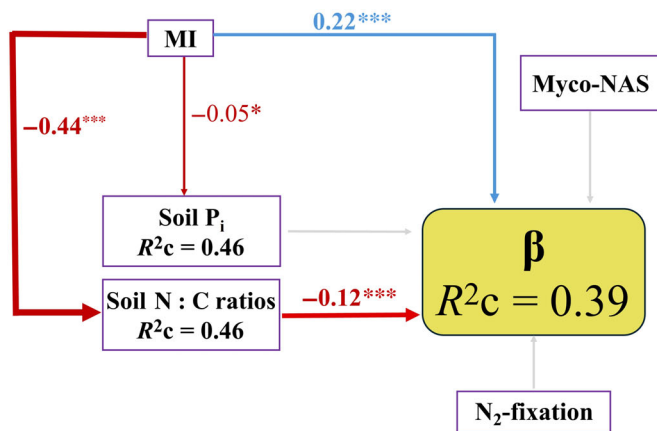 0.22***
MI
Myco-NAS
−0.05*
−0.44***
Soil Pᵢ
R²c = 0.46
β
R²c = 0.39
Soil N : C ratios
R²c = 0.46
−0.12***
N₂-fixation